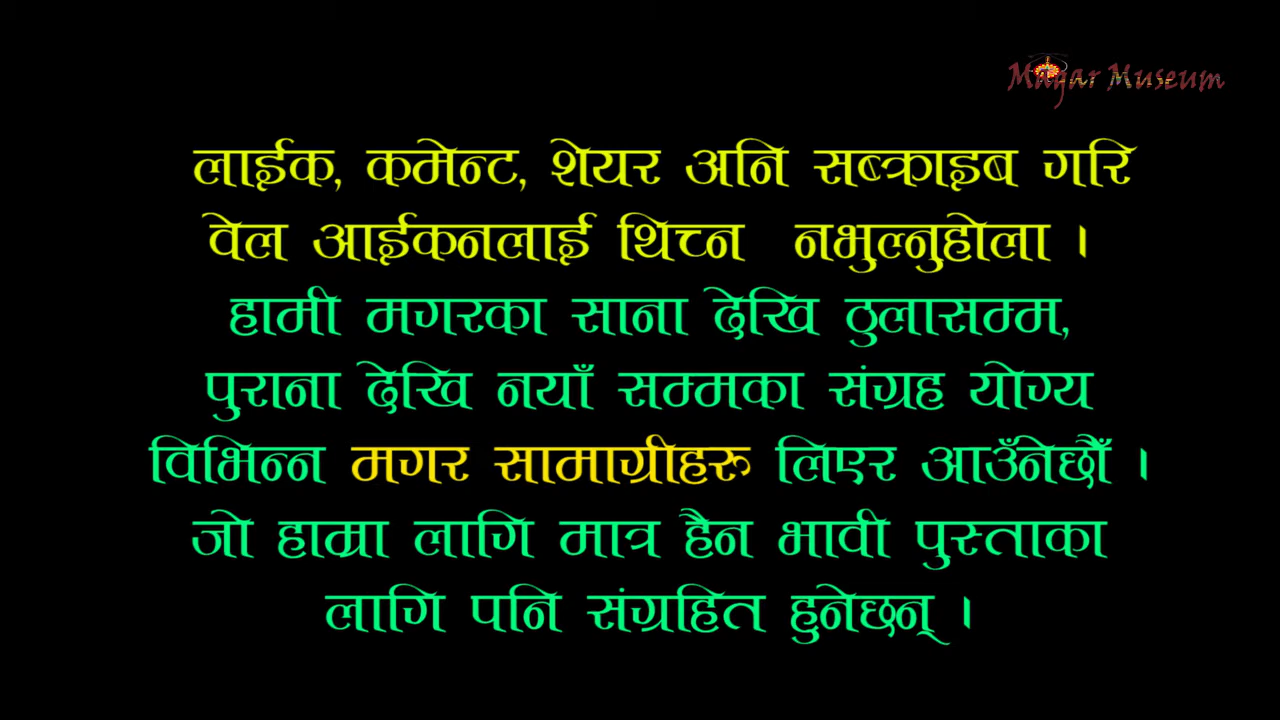 Magar Museum
लाईक, कमेन्ट, शेयर अनि सब्क्राइब गरि
वेल आईकनलाई थिच्न नभुल्नुहोला ।
हामी मगरका साना देखि ठुलासम्म,
पुराना देखि नयाँ सम्मका संग्रह योग्य
विभिन्न मगर सामाग्रीहरु लिएर आउँनेछौँ ।
जो हाम्रा लागि मात्र हैन भावी पुस्ताका
लागि पनि संग्रहित हुनेछन् ।